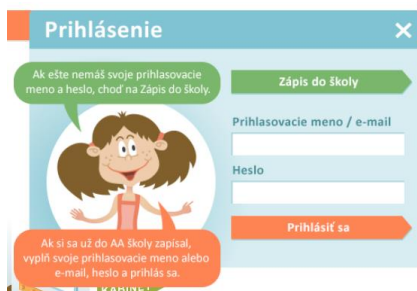 Prihlásenie
Ak ešte nemáš svoje prihlasovacie
meno a heslo, choď na Zápis do školy.
Zápis do školy
Prihlasovacie meno / e-mail
Heslo
Prihlásiť sa
Ak si sa už do AA školy zapísal,
vyplň svoje prihlasovacie meno alebo
e-mail, heslo a prihlás sa.
KABINET